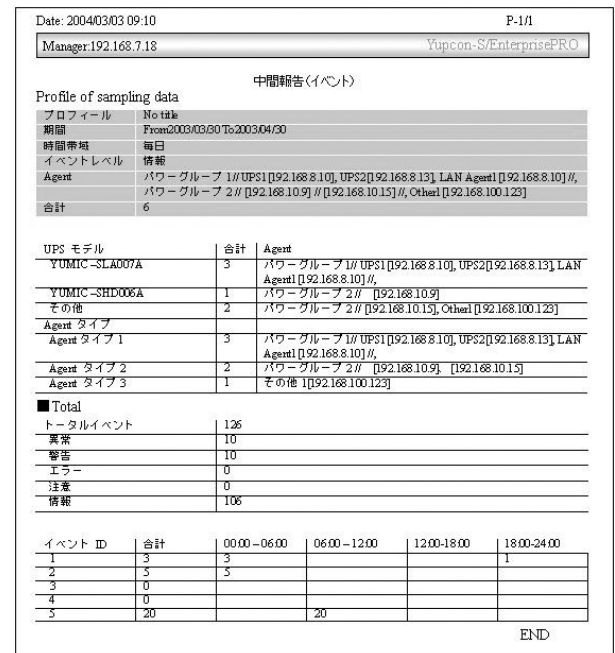 Date: 2004/03/03 09:10 P-1/1
Manager:192.168.7.18 Yupcon-S/EnterprisePRO
中間報告(イベント)
Profile of sampling data
プロフィール No title
期間 From2003/03/30 To2003/04/30
時間帯域 毎日
イベントレベル 情報
Agent パワーグループ 1// UPS1 [192.168.8.10], UPS2[192.168.8.13], LAN Agent1 [192.168.8.10] //,
パワーグループ 2 // [192.168.10.9] // [192.168.10.15] //, Other1 [192.168.100.123]
合計 6
UPS モデル 合計 Agent
YUMIC–SLA007A 3 パワーグループ 1// UPS1 [192.168.8.10], UPS2[192.168.8.13], LAN
Agent1 [192.168.8.10] //,
YUMIC–SHD006A 1 パワーグループ 2 // [192.168.10.9]
その他 2 パワーグループ 2 // [192.168.10.15], Other1 [192.168.100.123]
Agent タイプ
Agent タイプ 1 3 パワーグループ 1// UPS1 [192.168.8.10], UPS2[192.168.8.13], LAN
Agent1 [192.168.8.10] //,
Agent タイプ 2 2 パワーグループ 2 // [192.168.10.9]. [192.168.10.15]
Agent タイプ 3 1 その他 1[192.168.100.123]
■Total
トータルイベント 126
異常 10
警告 10
エラー 0
注意 0
情報 106
イベント ID 合計 00:00–06:00 06:00–12:00 12:00-18:00 18:00-24:00
1 3 3 1
2 5 5
3 0
4 0
5 20 20
END